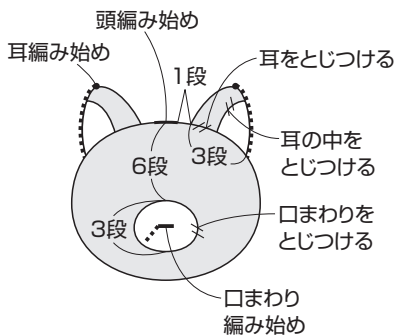 頭編み始め
耳編み始め
1段
耳をとじつける
6段
3段
耳の中を
とじつける
3段
口まわりを
とじつける
口まわり
編み始め